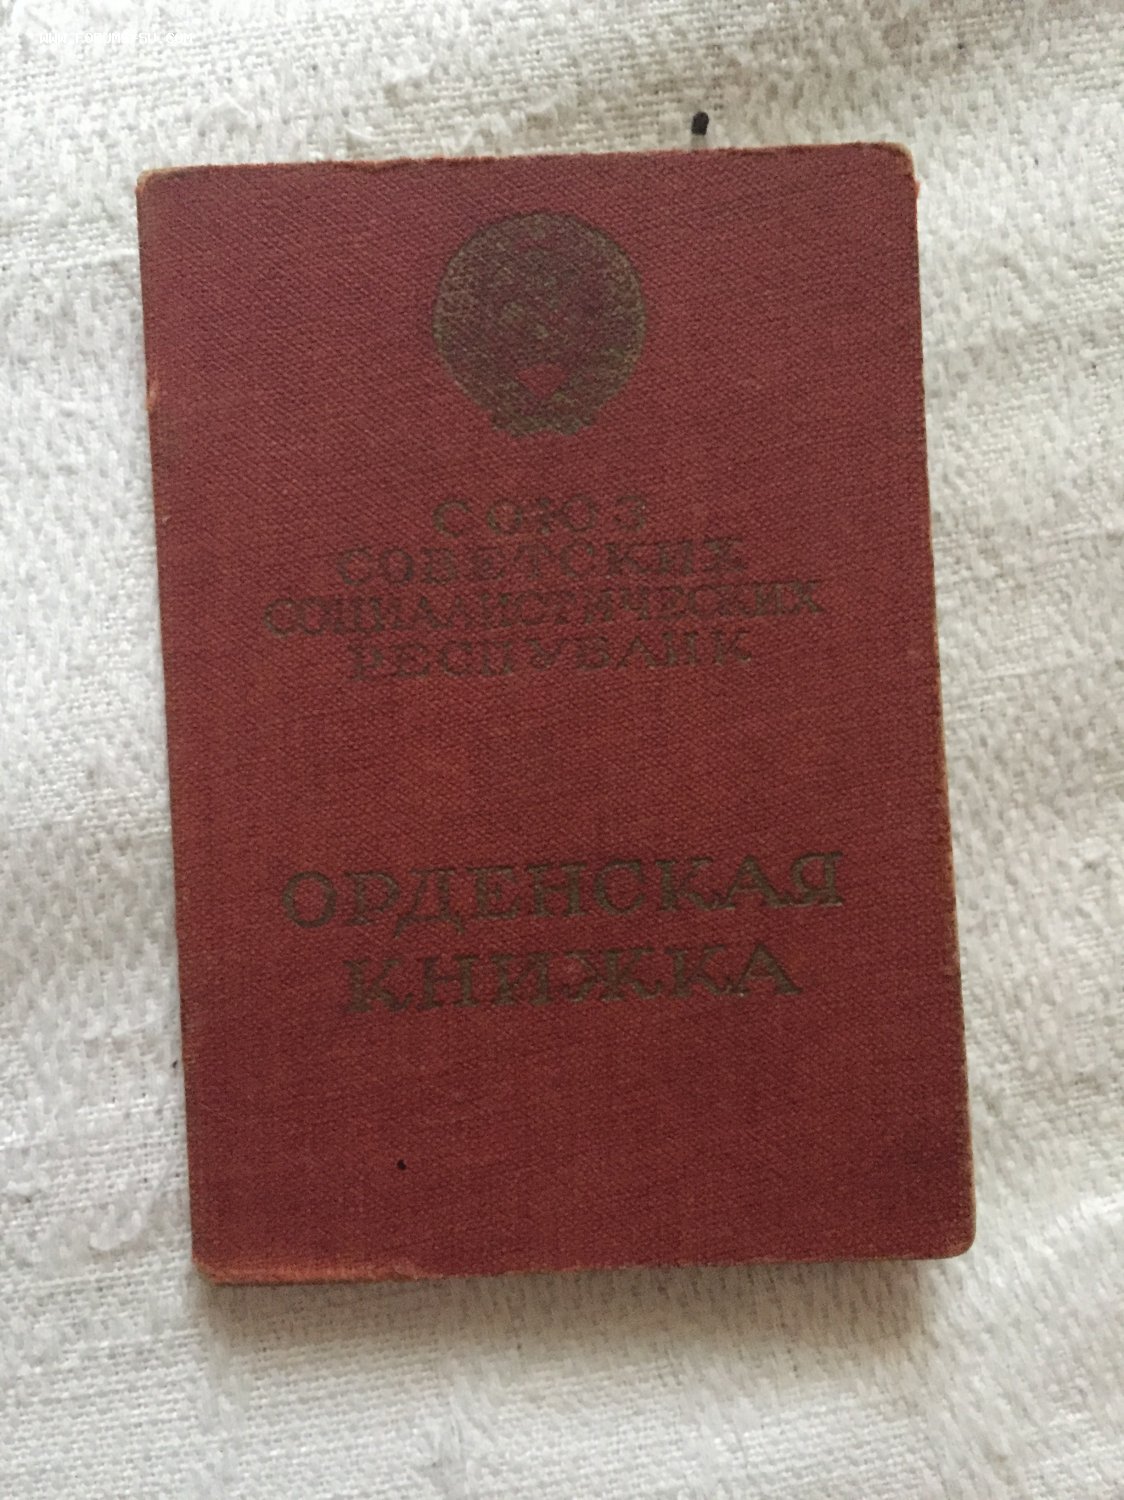 СОЮЗ
СОВЕТСКИХ
СОЦИАЛИСТИЧЕСКИХ
РЕСПУБЛИК
ОРДЕНСКАЯ
КНИЖКА